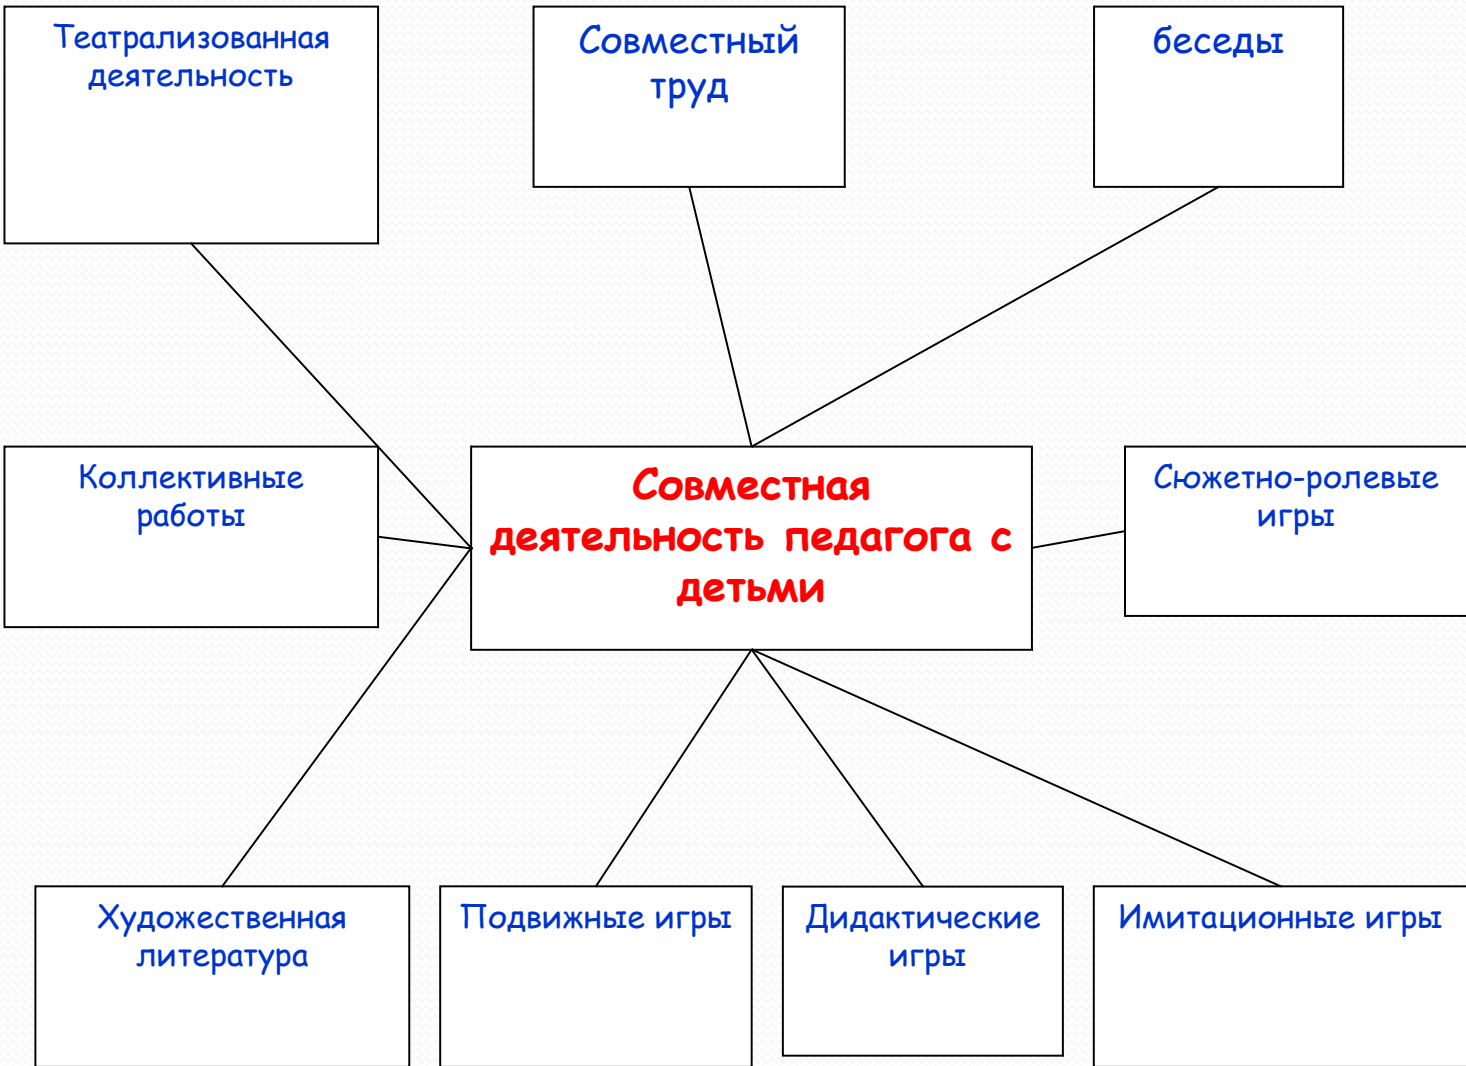 Театрализованная
деятельность
Совместный
труд
беседы
Коллективные
работы
Совместная
деятельность педагога с
детьми
Сюжетно-ролевые
игры
Художественная
литература
Подвижные игры
Дидактические
игры
Имитационные игры